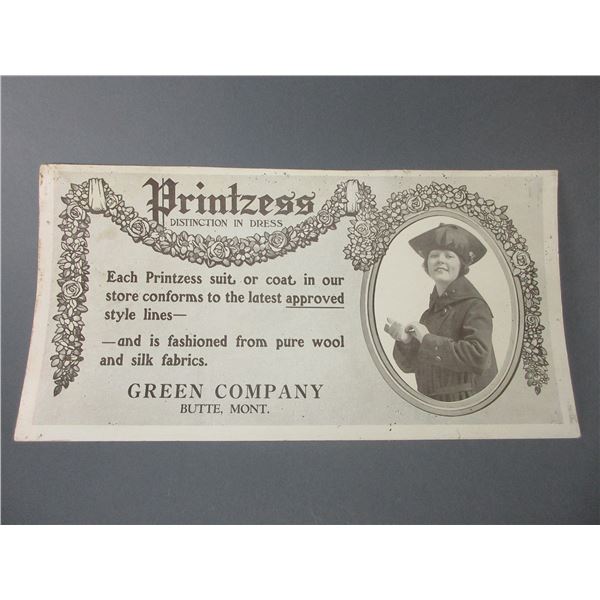 Printzess
DISTINCTION IN DRESS
Each Printzess suit or coat in our
store conforms to the latest approved
style lines—
—and is fashioned from pure wool
and silk fabrics.
GREEN COMPANY
BUTTE, MONT.